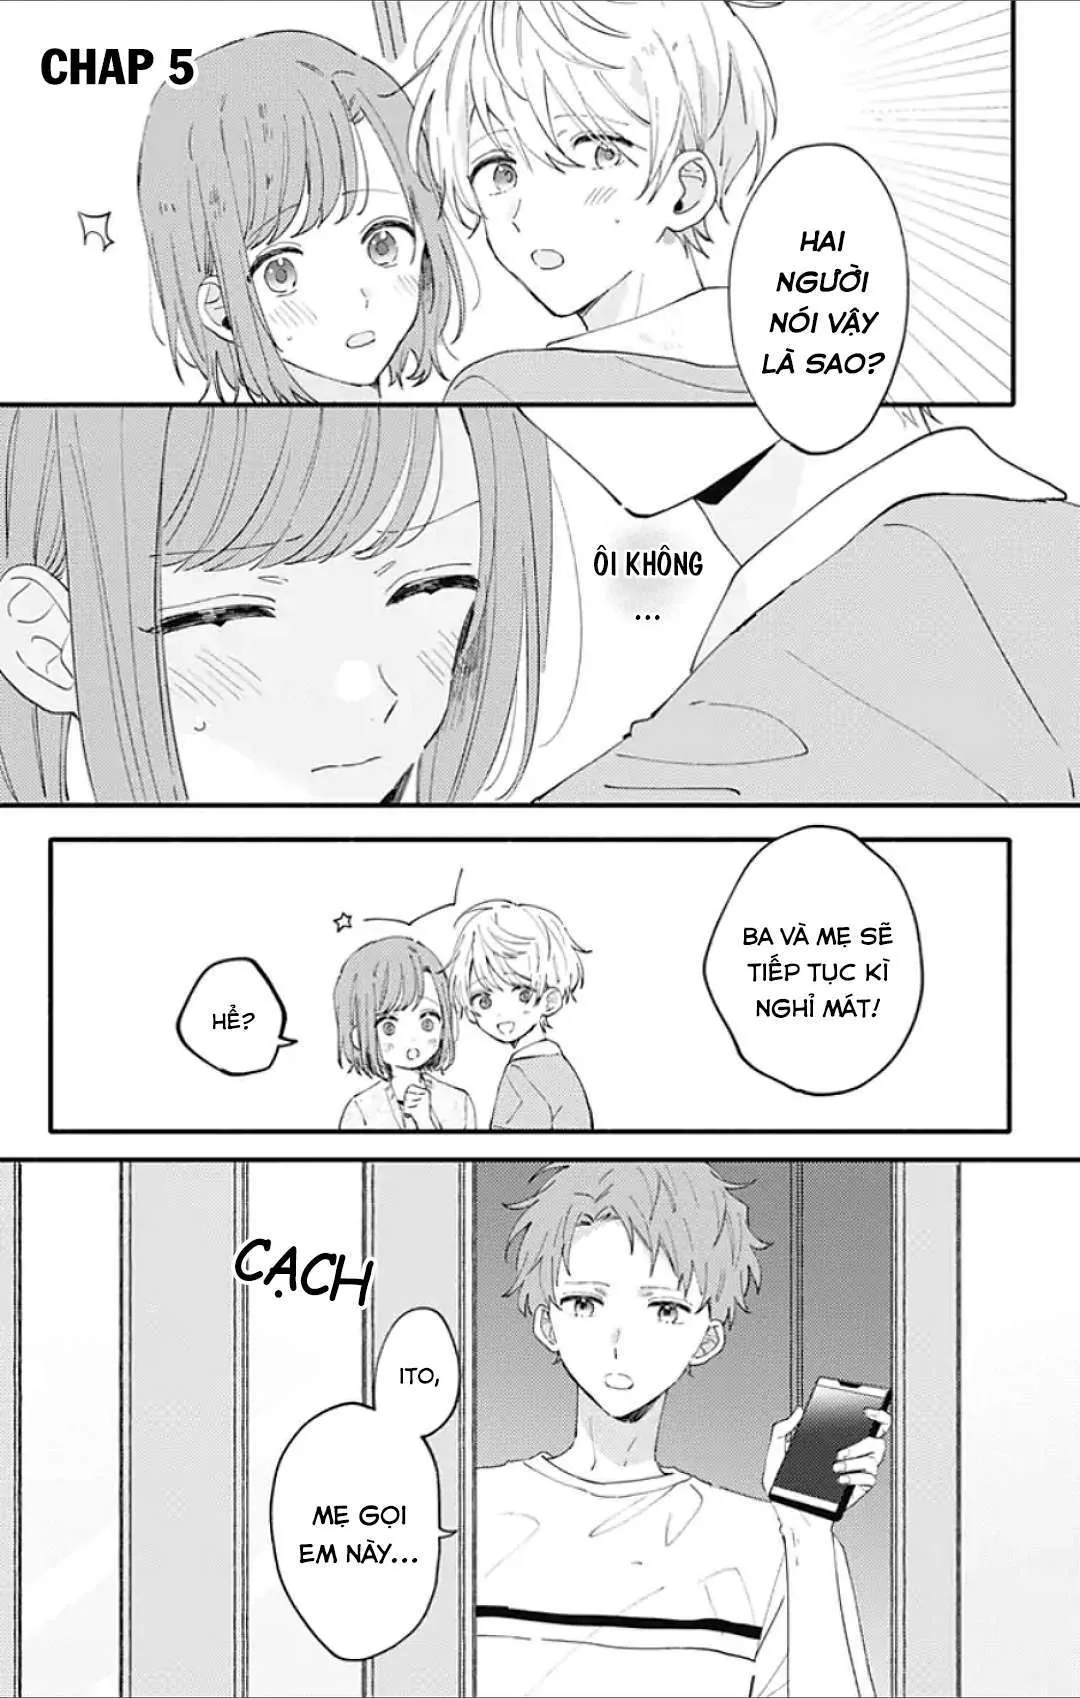 CHAP 5
HAI
NGƯỜI
NÓI VẬY
LÀ SAO?
ÔI KHÔNG
...
BA VÀ MẸ SẼ
TIẾP TỤC KÌ
NGHỈ MÁT!
HỂ?
CẠCH
ITO,
MẸ GỌI
EM NÀY...